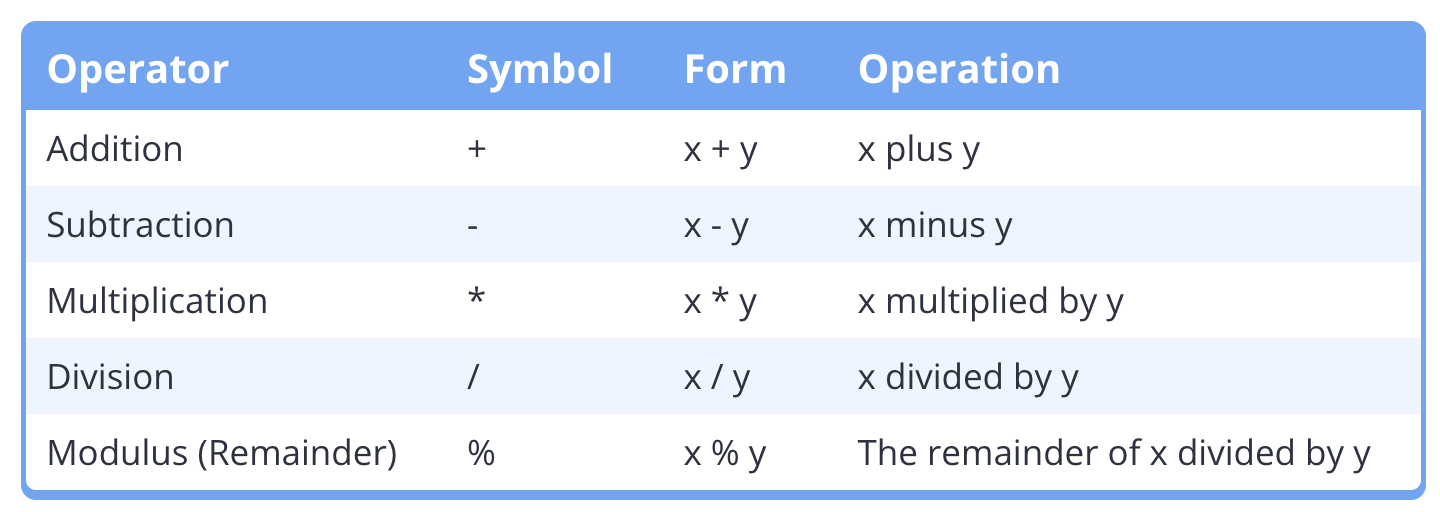 Operator Symbol Form Operation
Addition + x + y x plus y
Subtraction - x - y x minus y
Multiplication * x * y x multiplied by y
Division / x / y x divided by y
Modulus (Remainder) % x % y The remainder of x divided by y